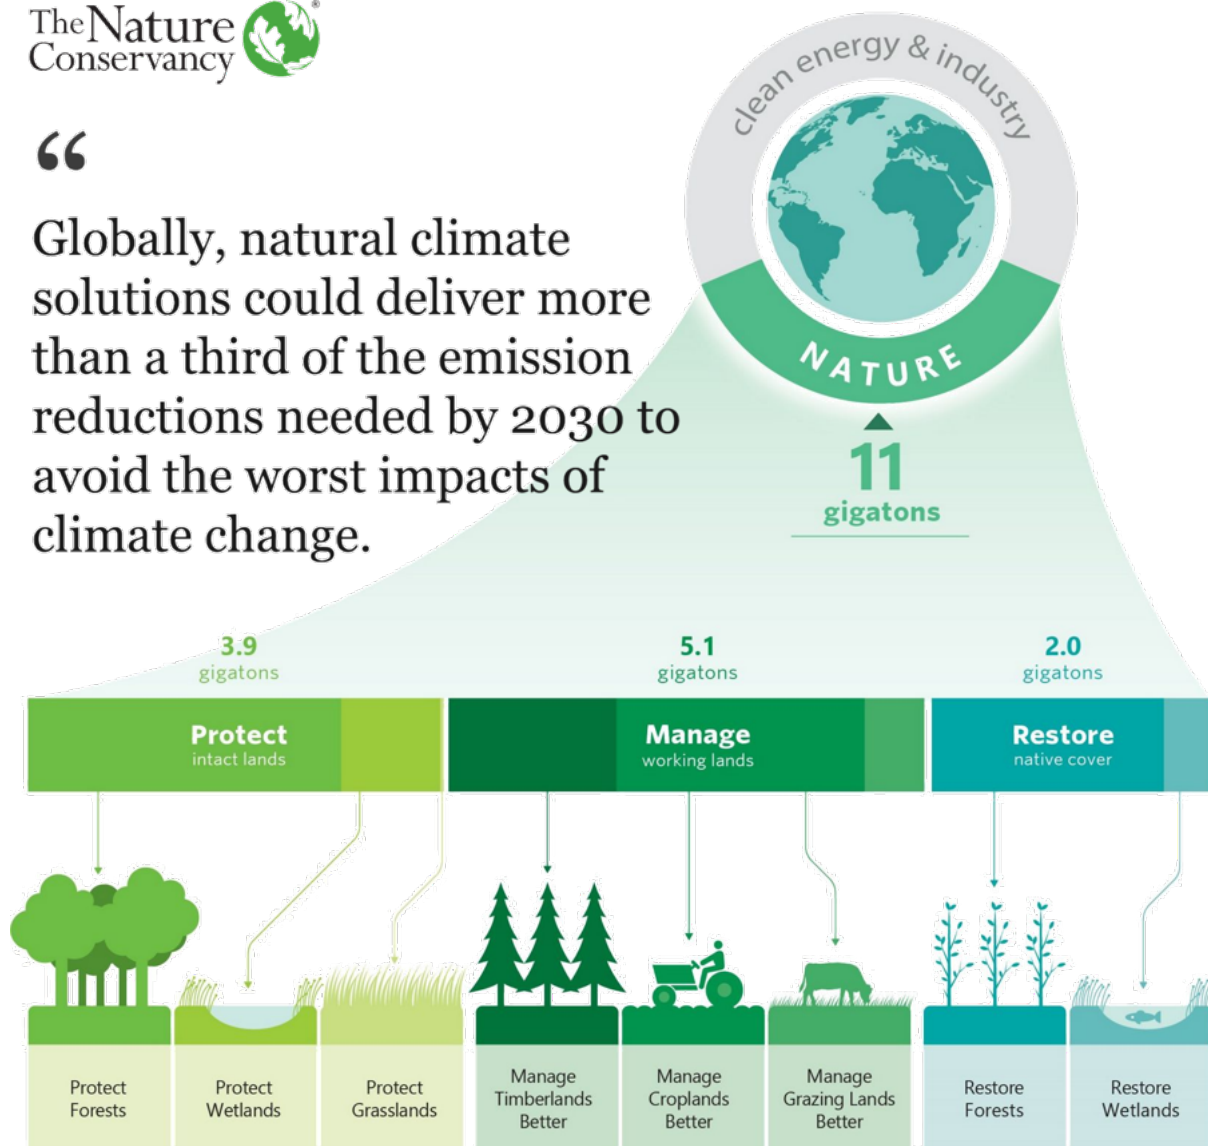 The Nature
Conservancy
®
“
Globally, natural climate
solutions could deliver more
than a third of the emission
reductions needed by 2030 to
avoid the worst impacts of
climate change.
clean energy & industry
NATURE
11
gigatons
3.9
gigatons
5.1
gigatons
2.0
gigatons
Protect
intact lands
Manage
working lands
Restore
native cover
Protect
Forests
Protect
Wetlands
Protect
Grasslands
Manage
Timberlands
Better
Manage
Croplands
Better
Manage
Grazing Lands
Better
Restore
Forests
Restore
Wetlands